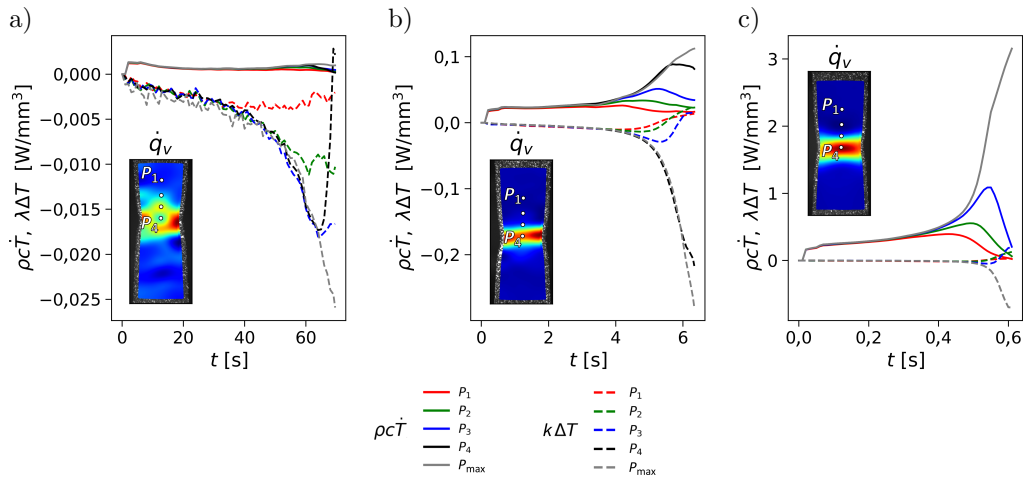 a)
b)
c)
ρcṪ, λΔT [W/mm³]
0,000
−0,005
−0,010
−0,015
−0,020
−0,025
q̇ᵥ
P₁
P₄
0
20
40
60
t [s]
ρcṪ, λΔT [W/mm³]
0,1
0,0
−0,1
−0,2
q̇ᵥ
P₁
P₄
0
2
4
6
t [s]
ρcṪ, λΔT [W/mm³]
3
2
1
0
q̇ᵥ
P₁
P₄
0,0
0,2
0,4
0,6
t [s]
ρcṪ
P₁
P₂
P₃
P₄
Pmax
kΔT
P₁
P₂
P₃
P₄
Pmax